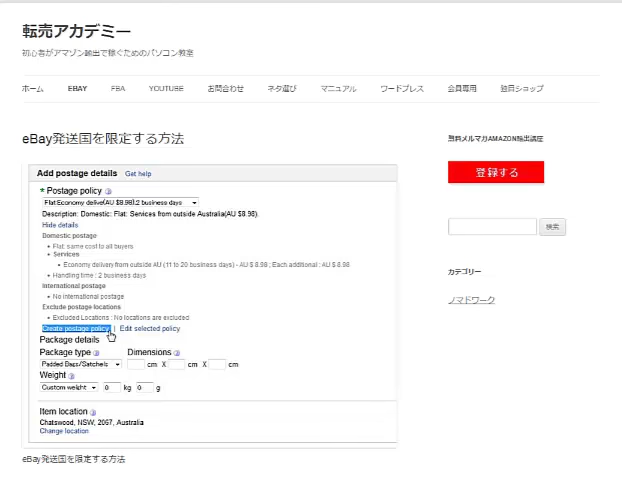 転売アカデミー
初心者がアマゾン輸出で稼ぐためのパソコン教室
ホーム EBAY FBA YOUTUBE お問合わせ ネタ選び マニュアル ワードプレス 会員専用 独自ショップ
eBay発送国を限定する方法
無料メルマガAMAZON輸出講座
登録する
検索
カテゴリー
ノマドワーク
Add postage details Get help
* Postage policy
Flat:Economy delive(AU $8.98),2 business days
Description: Domestic: Flat: Services from outside Australia(AU $8.98).
Hide details
Domestic postage
• Flat: same cost to all buyers
• Services
• Economy delivery from outside AU (11 to 20 business days) - AU $ 8.98 ; Each additional : AU $ 8.98
• Handling time : 2 business days
International postage
• No international postage
Exclude postage locations
• Excluded Locations : No locations are excluded
Create postage policy | Edit selected policy
Package details
Package type Dimensions
Padded Bags/Satchels cm X cm X cm
Weight
Custom weight 0 kg 0 g
Item location
Chatswood, NSW, 2067, Australia
Change location
eBay発送国を限定する方法